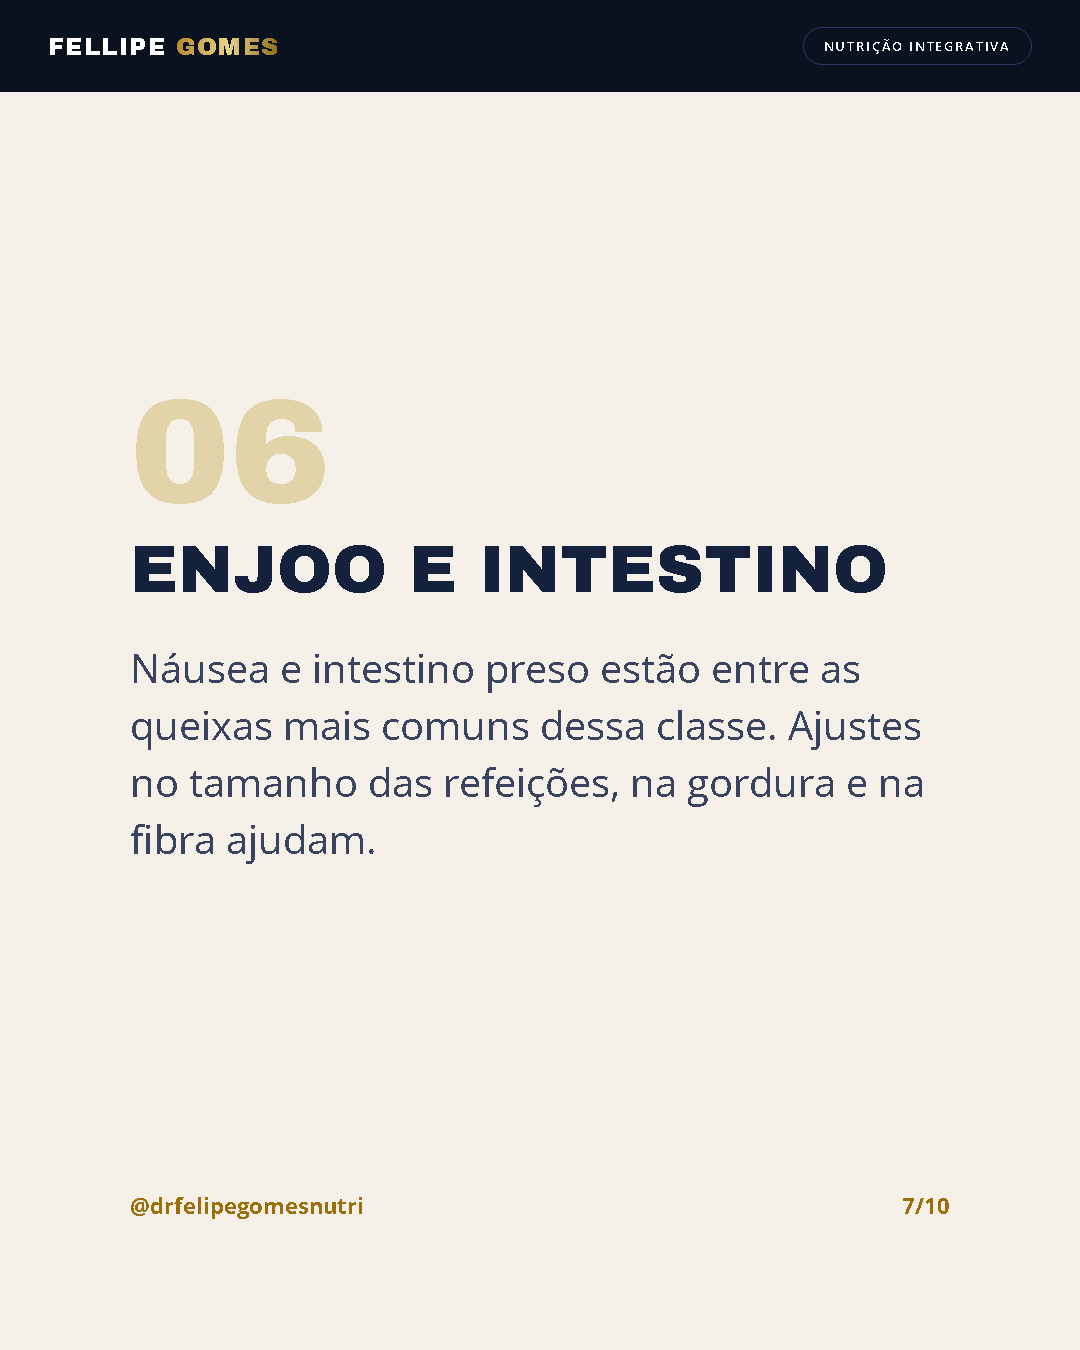 FELLIPE GOMES
NUTRIÇÃO INTEGRATIVA
06
ENJOO E INTESTINO
Náusea e intestino preso estão entre as
queixas mais comuns dessa classe. Ajustes
no tamanho das refeições, na gordura e na
fibra ajudam.
@drfelipegomesnutri
7/10